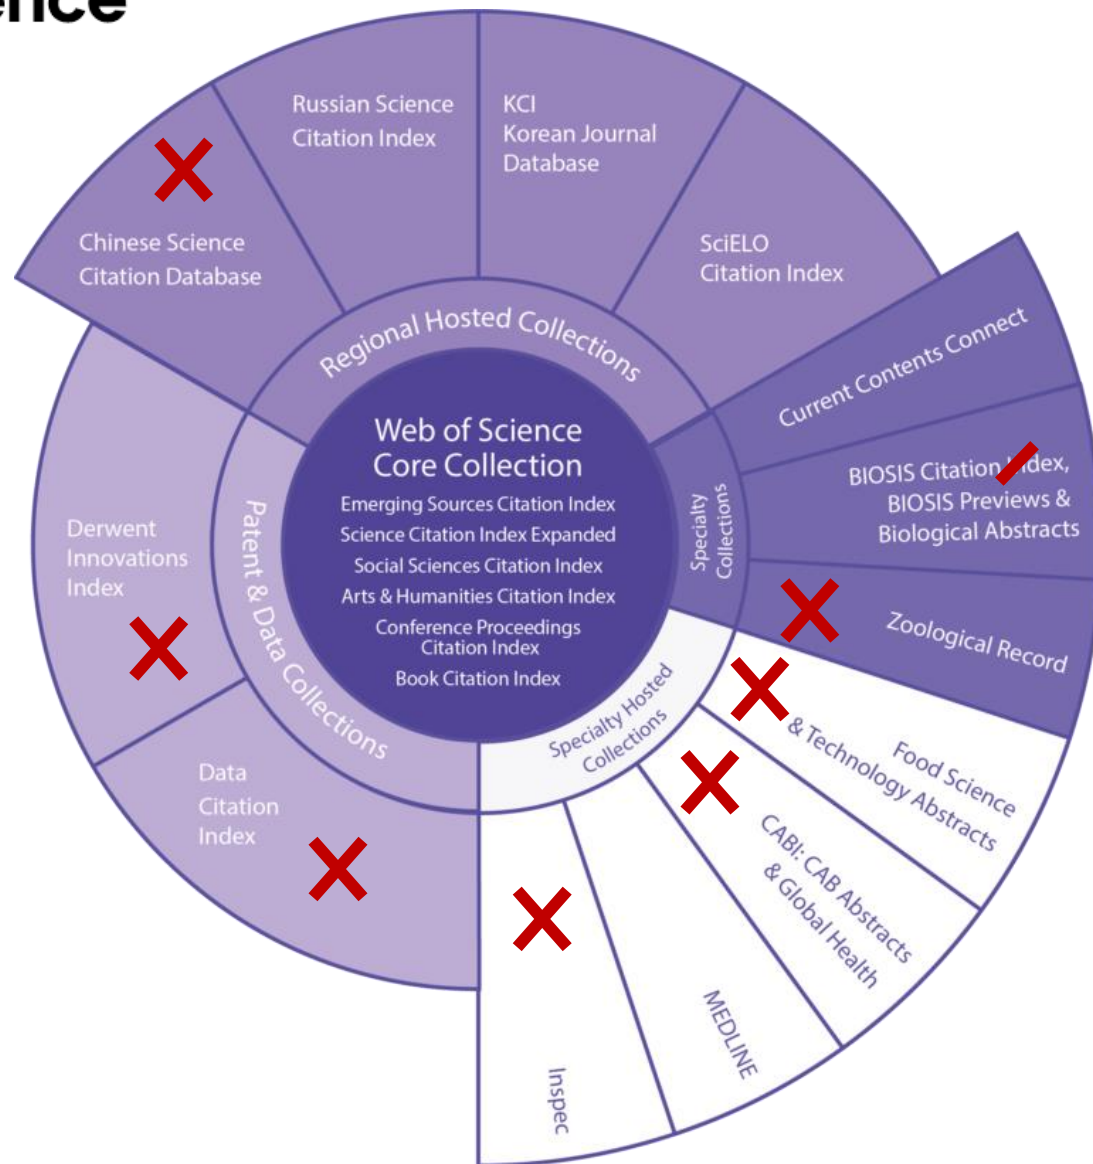 Russian Science
Citation Index
KCI
Korean Journal
Database
Chinese Science
Citation Database
SciELO
Citation Index
Regional Hosted Collections
Current Contents Connect
Web of Science
Core Collection
Emerging Sources Citation Index
Science Citation Index Expanded
Social Sciences Citation Index
Arts & Humanities Citation Index
Conference Proceedings
Citation Index
Book Citation Index
BIOSIS Citation Index,
BIOSIS Previews &
Biological Abstracts
Specialty
Collections
Zoological Record
Derwent
Innovations
Index
Patent & Data Collections
Data
Citation
Index
Specialty Hosted
Collections
Food Science
& Technology Abstracts
CABI: CAB Abstracts
& Global Health
MEDLINE
Inspec